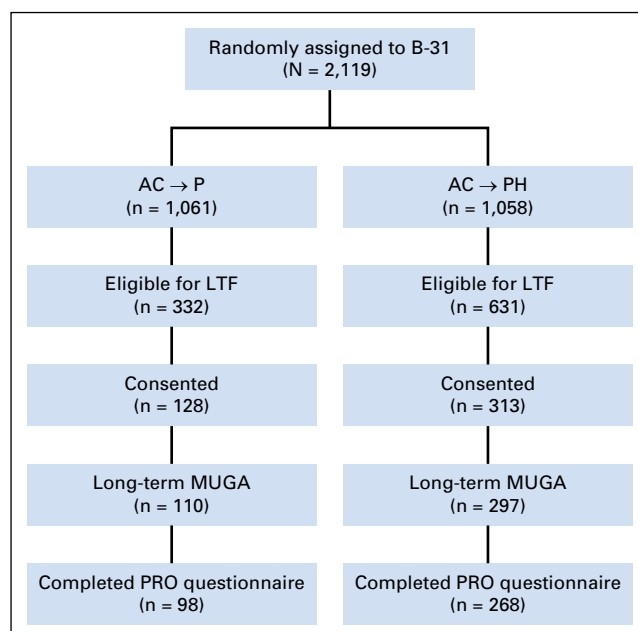 Randomly assigned to B-31
(N = 2,119)
AC → P
(n = 1,061)
AC → PH
(n = 1,058)
Eligible for LTF
(n = 332)
Eligible for LTF
(n = 631)
Consented
(n = 128)
Consented
(n = 313)
Long-term MUGA
(n = 110)
Long-term MUGA
(n = 297)
Completed PRO questionnaire
(n = 98)
Completed PRO questionnaire
(n = 268)